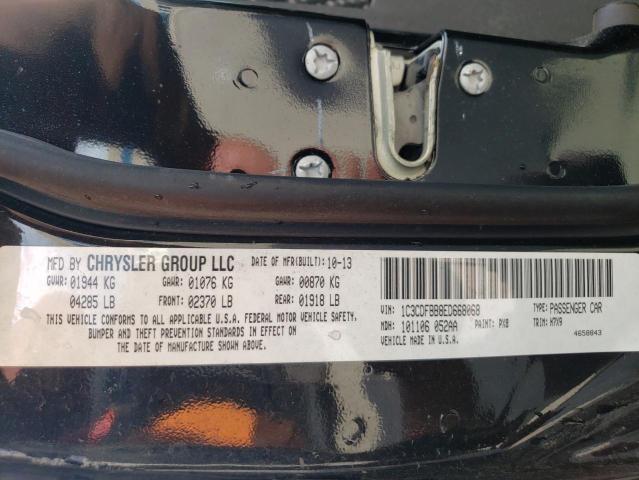 MFD BY CHRYSLER GROUP LLC DATE OF MFR(BUILT): 10-13
GVWR: 01944 KG GAWR: 01076 KG GAWR: 00870 KG
04285 LB FRONT: 02370 LB REAR: 01918 LB
THIS VEHICLE CONFORMS TO ALL APPLICABLE U.S.A. FEDERAL MOTOR VEHICLE SAFETY,
BUMPER AND THEFT PREVENTION STANDARDS IN EFFECT ON
THE DATE OF MANUFACTURE SHOWN ABOVE.
VIN: 1C3CDFBB8ED668068 TYPE: PASSENGER CAR
MDH: 101106 052AA PAINT: PX8 TRIM: H7X9
VEHICLE MADE IN U.S.A. 4658843